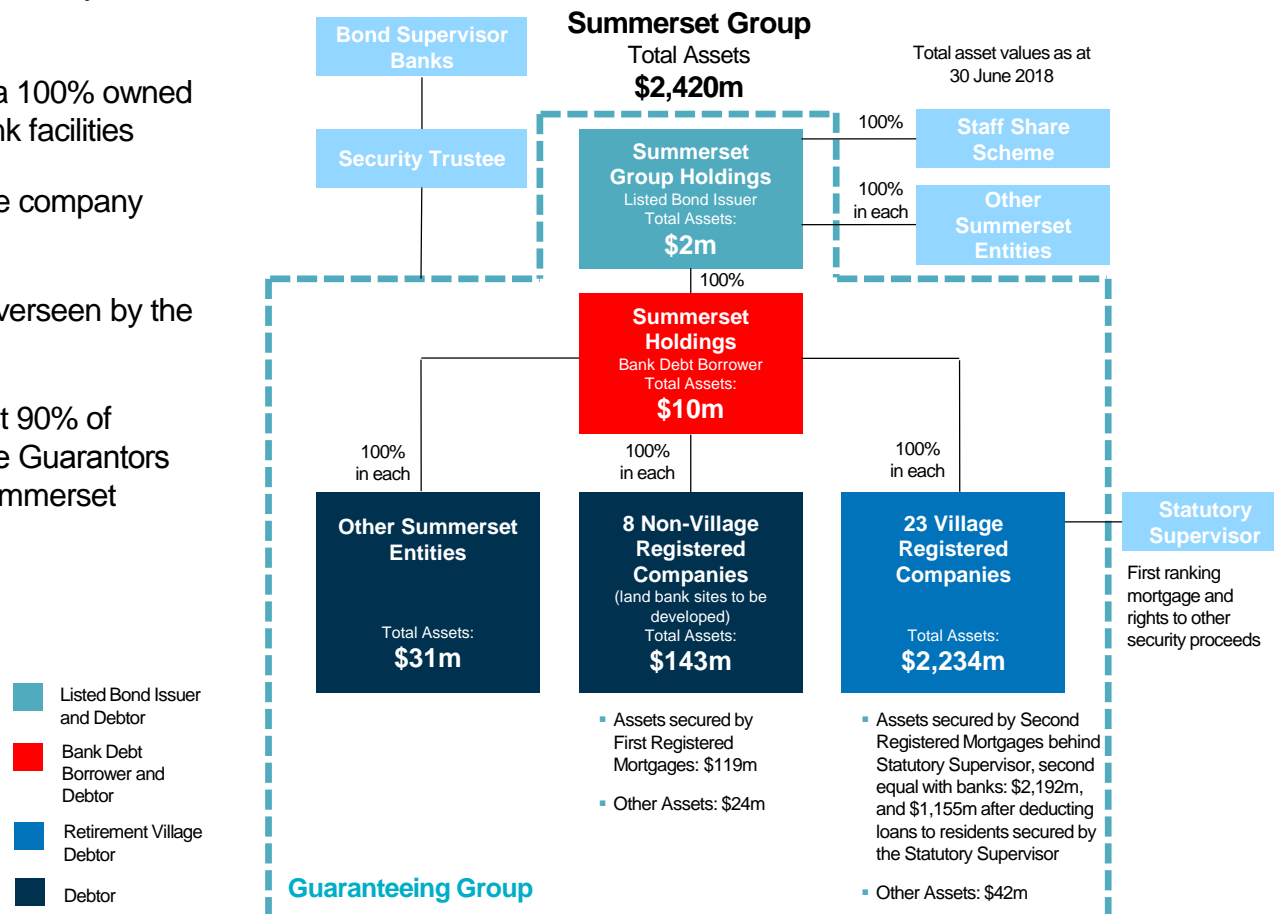 a 100% owned
nk facilities
e company
verseen by the
t 90% of
e Guarantors
ummerset
Summerset Group
Total Assets
$2,420m
Total asset values as at
30 June 2018
Bond Supervisor
Banks
Security Trustee
Summerset
Group Holdings
Listed Bond Issuer
Total Assets:
$2m
100%
Staff Share
Scheme
100%
in each
Other
Summerset
Entities
100%
Summerset
Holdings
Bank Debt Borrower
Total Assets:
$10m
100%
in each
100%
in each
100%
in each
Other Summerset
Entities
Total Assets:
$31m
8 Non-Village
Registered
Companies
(land bank sites to be
developed)
Total Assets:
$143m
23 Village
Registered
Companies
Total Assets:
$2,234m
Statutory
Supervisor
First ranking
mortgage and
rights to other
security proceeds
▪ Assets secured by
First Registered
Mortgages: $119m
▪ Other Assets: $24m
▪ Assets secured by Second
Registered Mortgages behind
Statutory Supervisor, second
equal with banks: $2,192m,
and $1,155m after deducting
loans to residents secured by
the Statutory Supervisor
▪ Other Assets: $42m
Listed Bond Issuer
and Debtor
Bank Debt
Borrower and
Debtor
Retirement Village
Debtor
Debtor
Guaranteeing Group